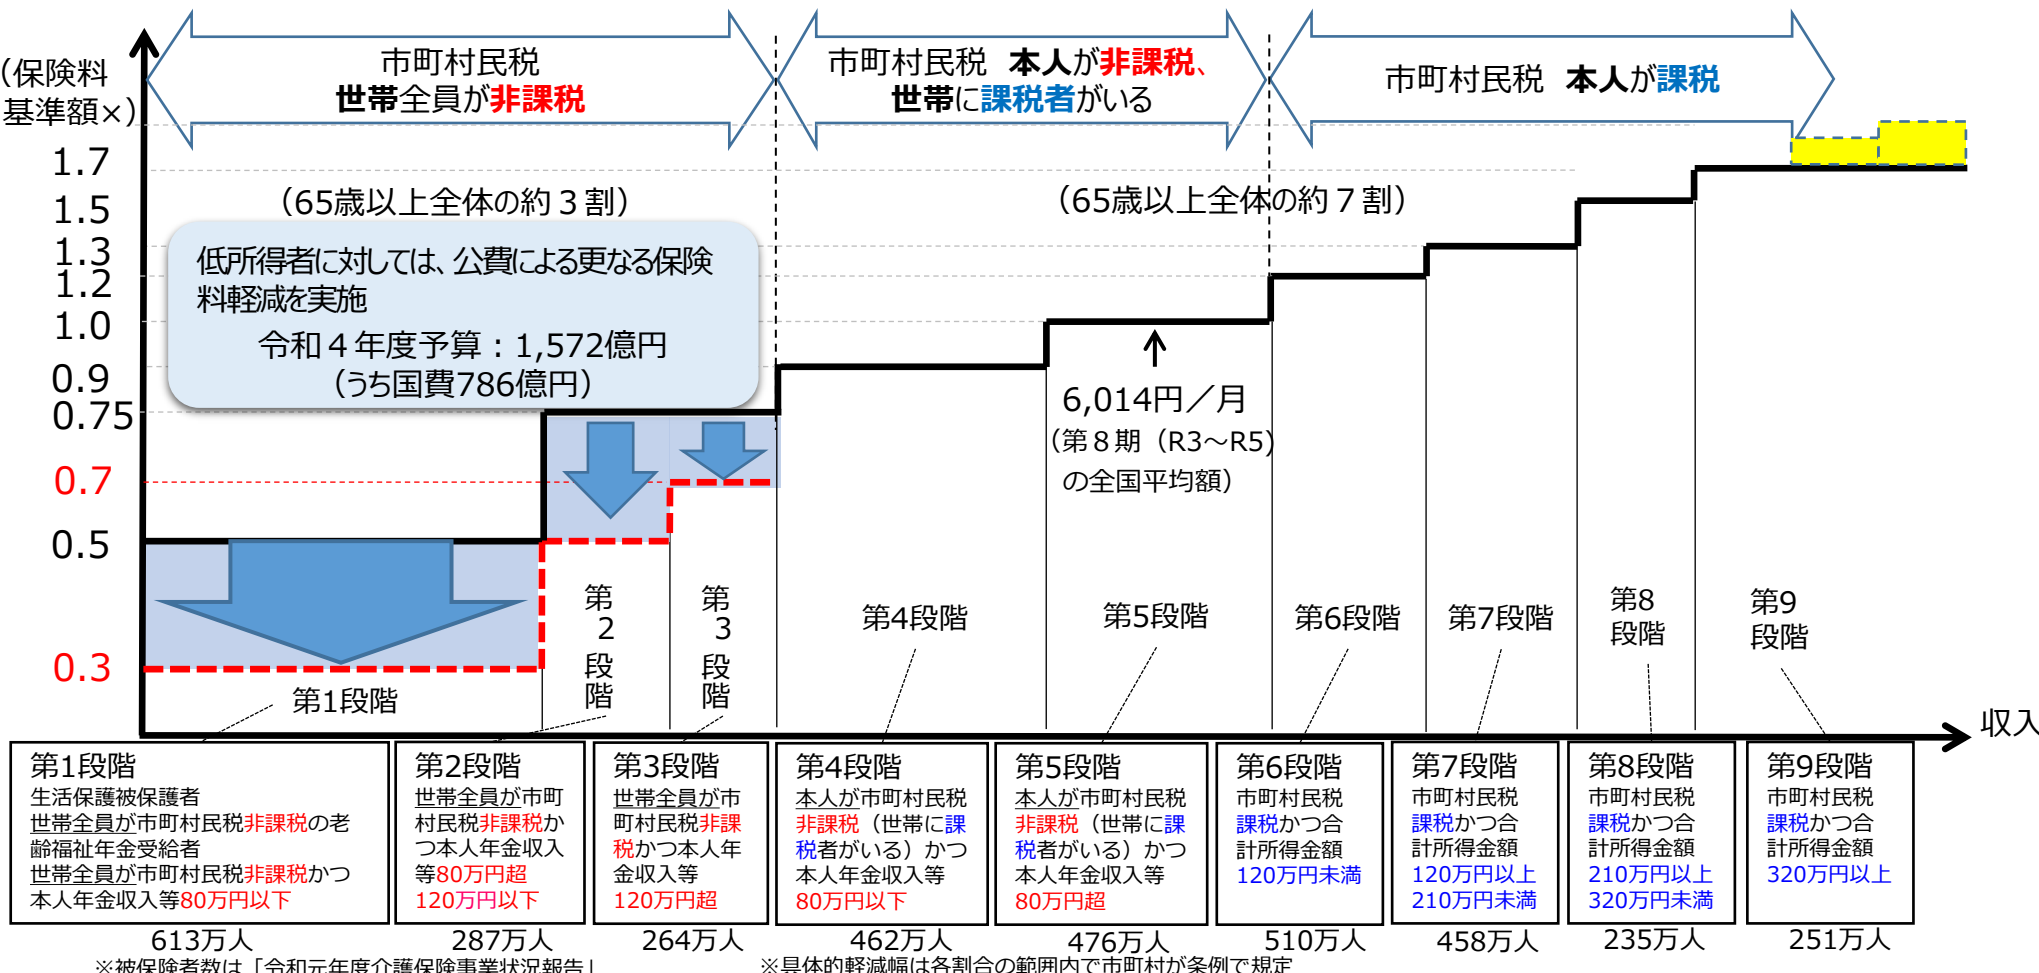 市町村民税
世帯全員が非課税
市町村民税 本人が非課税、
世帯に課税者がいる
市町村民税 本人が課税
（保険料
基準額×）
1.7
1.5
1.3
1.2
1.0
0.9
0.75
0.7
0.5
0.3
（65歳以上全体の約３割）
（65歳以上全体の約７割）
低所得者に対しては、公費による更なる保険
料軽減を実施
令和４年度予算：1,572億円
（うち国費786億円）
6,014円／月
（第８期（R3～R5)
の全国平均額）
第1段階
第２段階
第３段階
第4段階
第5段階
第6段階
第7段階
第8
段階
第9
段階
収入
第1段階
生活保護被保護者
世帯全員が市町村民税非課税の老
齢福祉年金受給者
世帯全員が市町村民税非課税かつ
本人年金収入等80万円以下
第2段階
世帯全員が市町
村民税非課税か
つ本人年金収入
等80万円超
120万円以下
第3段階
世帯全員が市
町村民税非課
税かつ本人年
金収入等
120万円超
第4段階
本人が市町村民税
非課税（世帯に課
税者がいる）かつ
本人年金収入等
80万円以下
第5段階
本人が市町村民税
非課税（世帯に課
税者がいる）かつ
本人年金収入等
80万円超
第6段階
市町村民税
課税かつ合
計所得金額
120万円未満
第7段階
市町村民税
課税かつ合
計所得金額
120万円以上
210万円未満
第8段階
市町村民税
課税かつ合
計所得金額
210万円以上
320万円未満
第9段階
市町村民税
課税かつ合
計所得金額
320万円以上
613万人
287万人
264万人
462万人
476万人
510万人
458万人
235万人
251万人
※被保険者数は「令和元年度介護保険事業状況報告」
※具体的軽減幅は各割合の範囲内で市町村が条例で規定